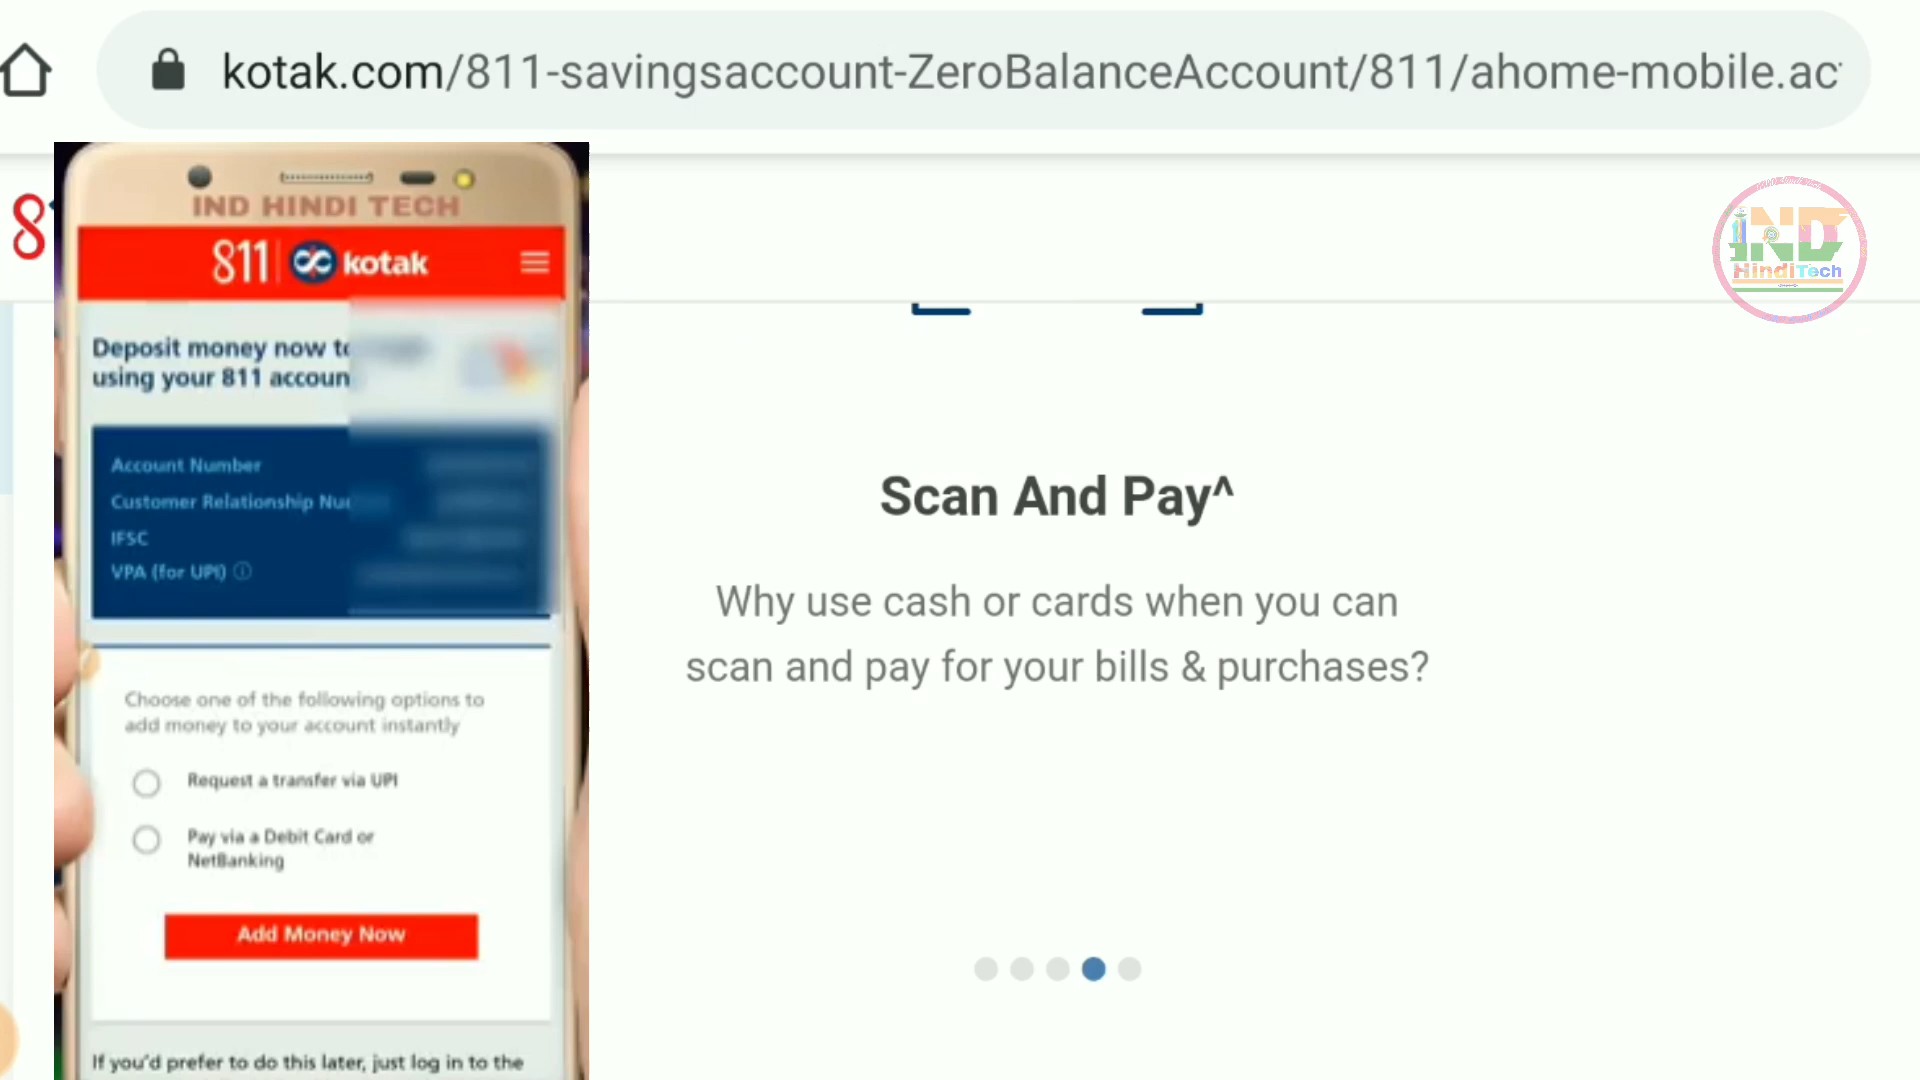 kotak.com/811-savingsaccount-ZeroBalanceAccount/811/ahome-mobile.ac
8
IND HINDI TECH
811 kotak
Deposit money now to
using your 811 accoun
Account Number
Customer Relationship Nu
IFSC
VPA (for UPI)
Choose one of the following options to
add money to your account instantly
Request a transfer via UPI
Pay via a Debit Card or
NetBanking
Add Money Now
If you'd prefer to do this later, just log in to the
iND
HindiTech
Scan And Pay^
Why use cash or cards when you can
scan and pay for your bills & purchases?